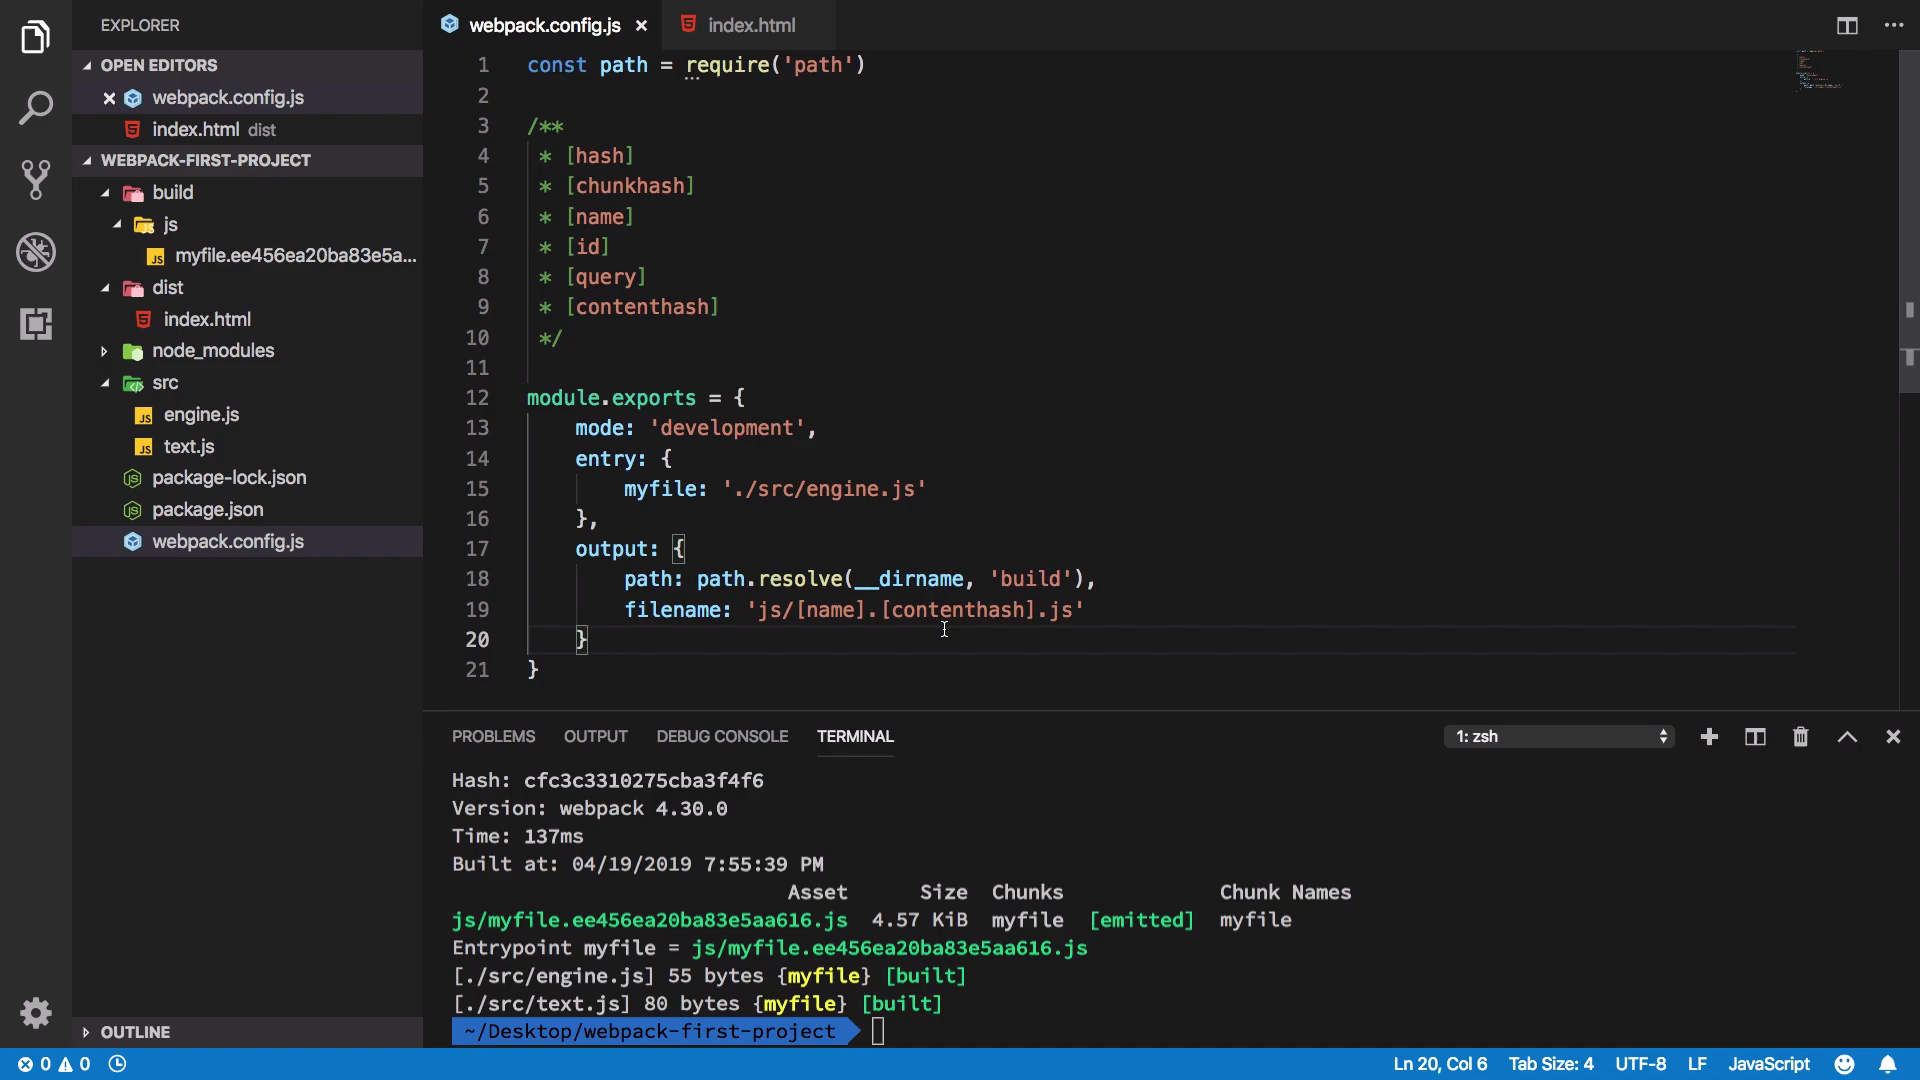 EXPLORER
OPEN EDITORS
webpack.config.js
index.html dist
WEBPACK-FIRST-PROJECT
build
js
JS myfile.ee456ea20ba83e5a...
dist
index.html
node_modules
src
JS engine.js
JS text.js
package-lock.json
package.json
webpack.config.js
OUTLINE
webpack.config.js
index.html
1 const path = require('path')
2
3 /**
4 * [hash]
5 * [chunkhash]
6 * [name]
7 * [id]
8 * [query]
9 * [contenthash]
10 */
11
12 module.exports = {
13 mode: 'development',
14 entry: {
15 myfile: './src/engine.js'
16 },
17 output: {
18 path: path.resolve(__dirname, 'build'),
19 filename: 'js/[name].[contenthash].js'
20 }
21 }
PROBLEMS OUTPUT DEBUG CONSOLE TERMINAL
1: zsh
Hash: cfc3c3310275cba3f4f6
Version: webpack 4.30.0
Time: 137ms
Built at: 04/19/2019 7:55:39 PM
Asset Size Chunks Chunk Names
js/myfile.ee456ea20ba83e5aa616.js 4.57 KiB myfile [emitted] myfile
Entrypoint myfile = js/myfile.ee456ea20ba83e5aa616.js
[./src/engine.js] 55 bytes {myfile} [built]
[./src/text.js] 80 bytes {myfile} [built]
~/Desktop/webpack-first-project
0 0 Ln 20, Col 6 Tab Size: 4 UTF-8 LF JavaScript